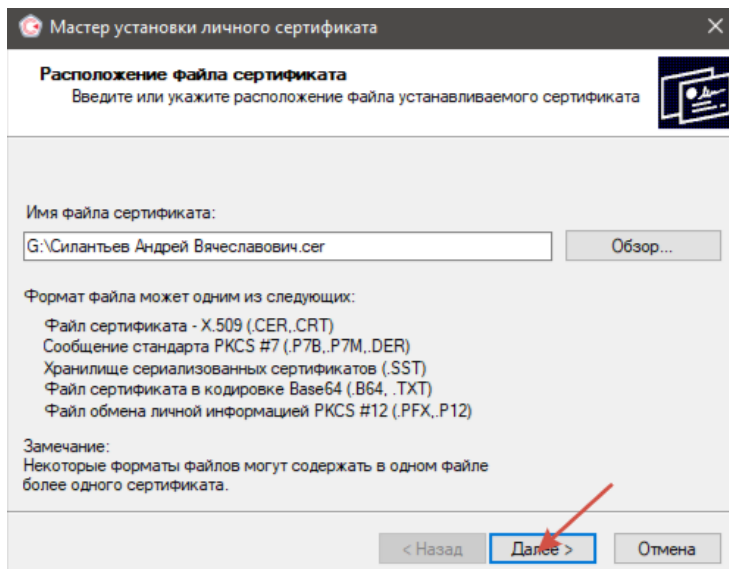 Мастер установки личного сертификата
Расположение файла сертификата
Введите или укажите расположение файла устанавливаемого сертификата
Имя файла сертификата:
G:\Силантьев Андрей Вячеславович.cer
Обзор...
Формат файла может одним из следующих:
Файл сертификата - X.509 (.CER,.CRT)
Сообщение стандарта PKCS #7 (.P7B,.P7M,.DER)
Хранилище сериализованных сертификатов (.SST)
Файл сертификата в кодировке Base64 (.B64, .TXT)
Файл обмена личной информацией PKCS #12 (.PFX,.P12)
Замечание:
Некоторые форматы файлов могут содержать в одном файле
более одного сертификата.
< Назад
Далее >
Отмена